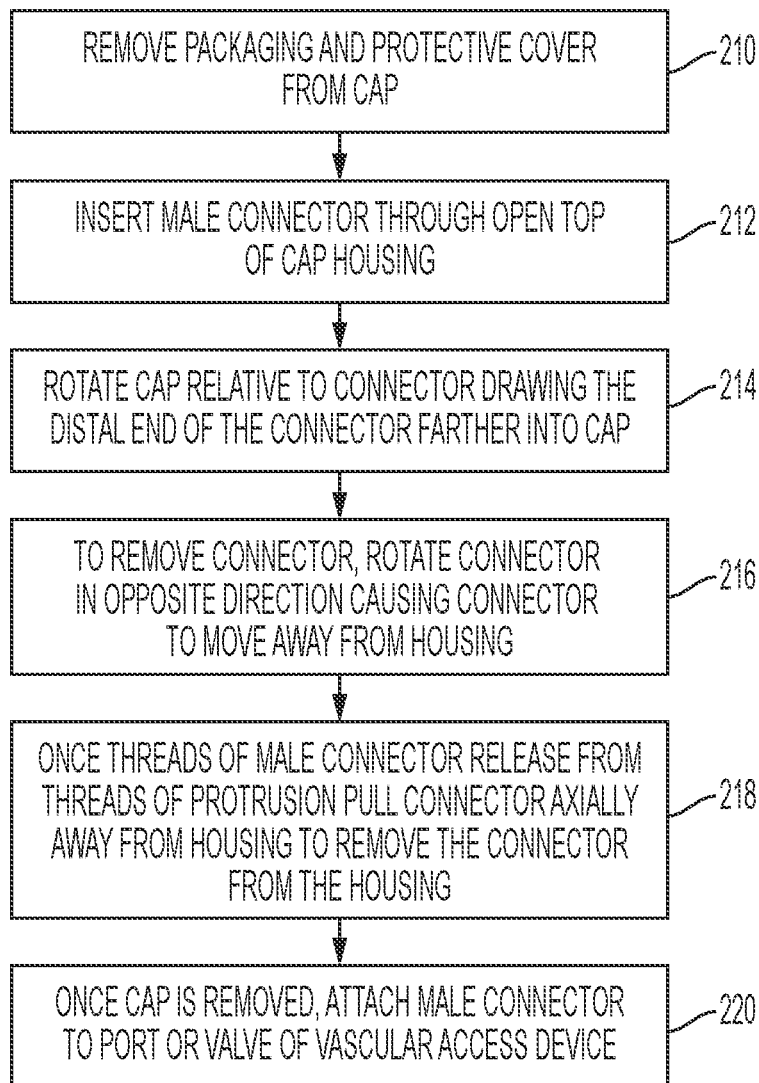 REMOVE PACKAGING AND PROTECTIVE COVER
FROM CAP
210
INSERT MALE CONNECTOR THROUGH OPEN TOP
OF CAP HOUSING
212
ROTATE CAP RELATIVE TO CONNECTOR DRAWING THE
DISTAL END OF THE CONNECTOR FARTHER INTO CAP
214
TO REMOVE CONNECTOR, ROTATE CONNECTOR
IN OPPOSITE DIRECTION CAUSING CONNECTOR
TO MOVE AWAY FROM HOUSING
216
ONCE THREADS OF MALE CONNECTOR RELEASE FROM
THREADS OF PROTRUSION PULL CONNECTOR AXIALLY
AWAY FROM HOUSING TO REMOVE THE CONNECTOR
FROM THE HOUSING
218
ONCE CAP IS REMOVED, ATTACH MALE CONNECTOR
TO PORT OR VALVE OF VASCULAR ACCESS DEVICE
220